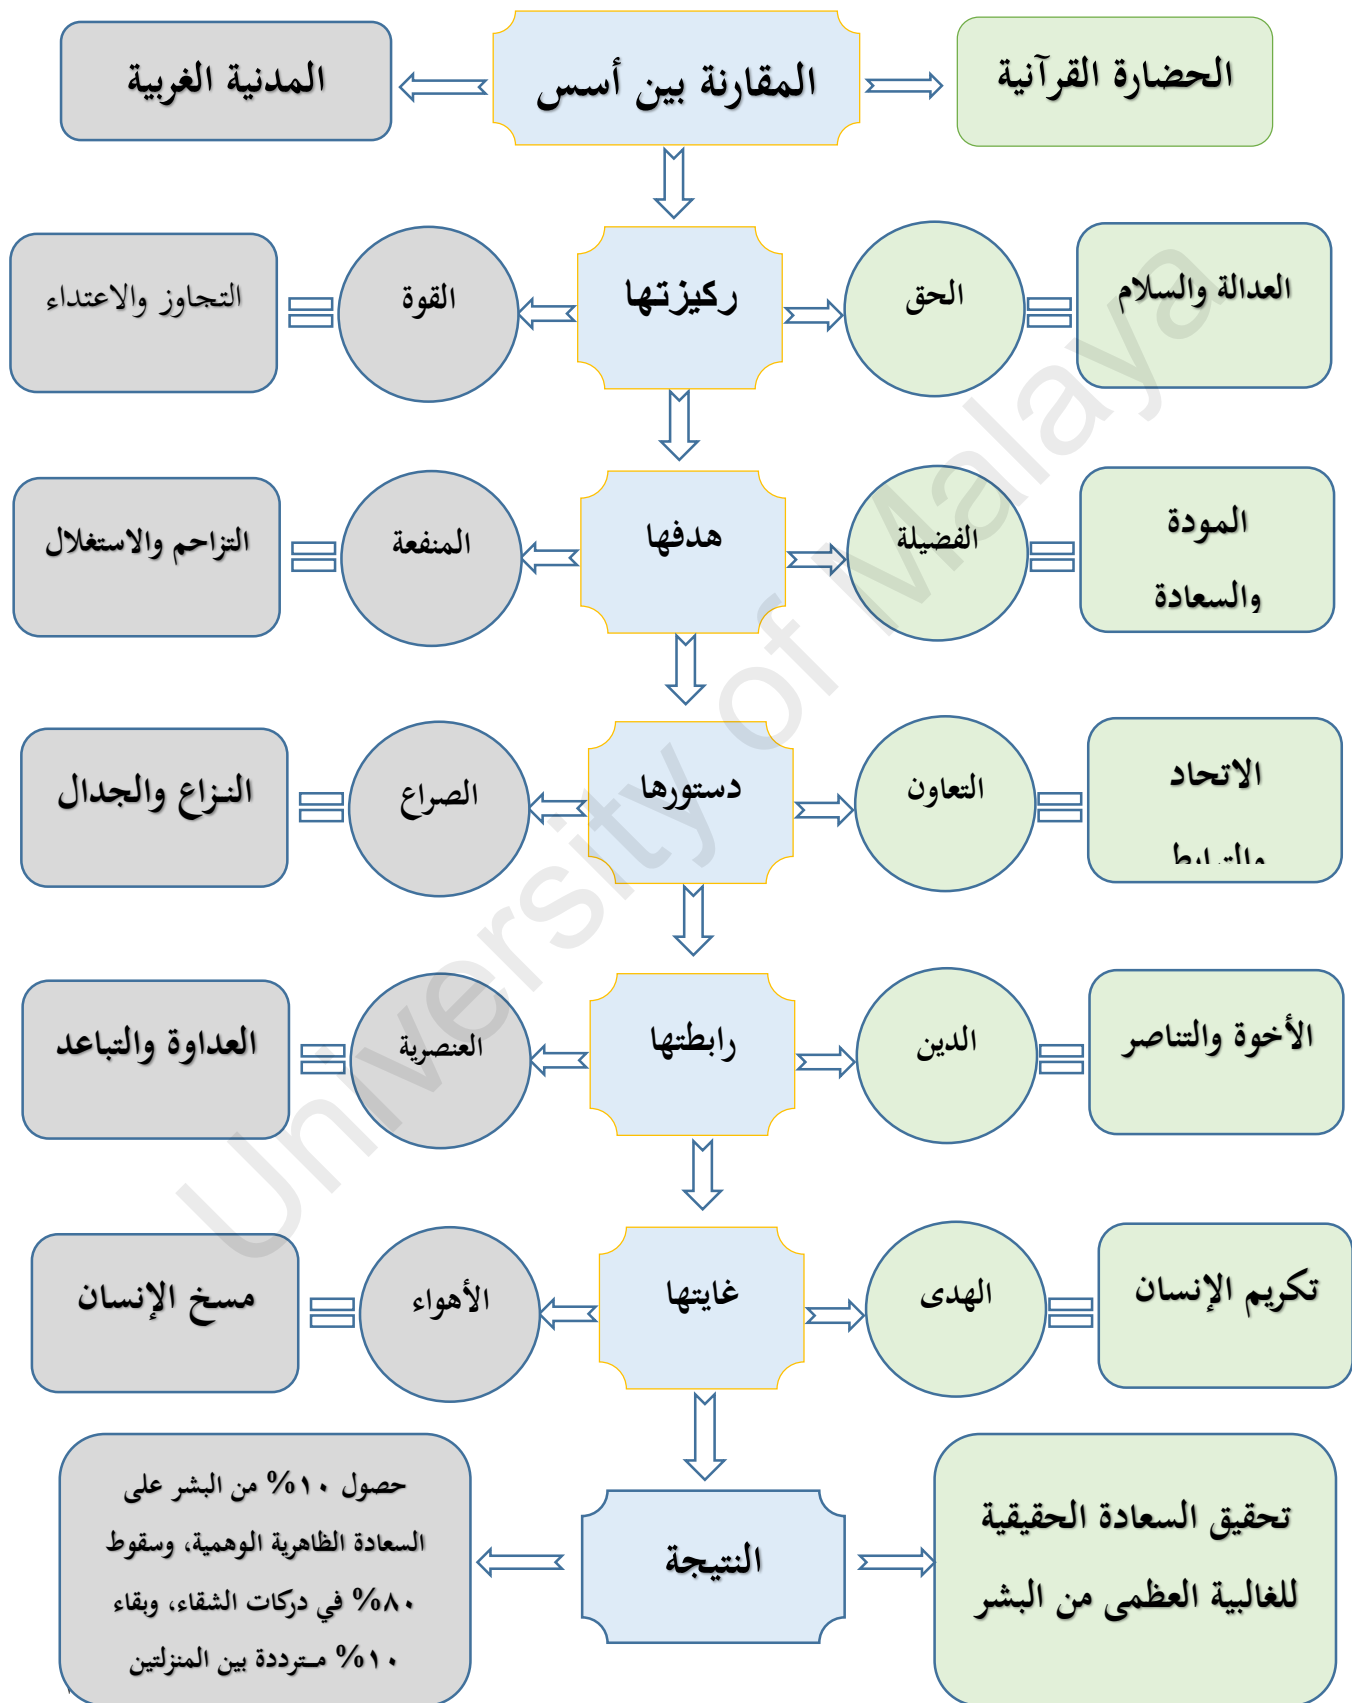 الحضارة القرآنية
المقارنة بين أسس
المدنية الغربية
العدالة والسلام
الحق
ركيزتها
القوة
التجاوز والاعتداء
المودة
والسعادة
الفضيلة
هدفها
المنفعة
التزاحم والاستغلال
الاتحاد
والترابط
التعاون
دستورها
الصراع
النزاع والجدال
الأخوة والتناصر
الدين
رابطتها
العنصرية
العداوة والتباعد
تكريم الإنسان
الهدى
غايتها
الأهواء
مسخ الإنسان
تحقيق السعادة الحقيقية
للغالبية العظمى من البشر
النتيجة
حصول ١٠% من البشر على
السعادة الظاهرية الوهمية، وسقوط
٨٠% في دركات الشقاء، وبقاء
١٠% مترددة بين المنزلتين
University of Malaya